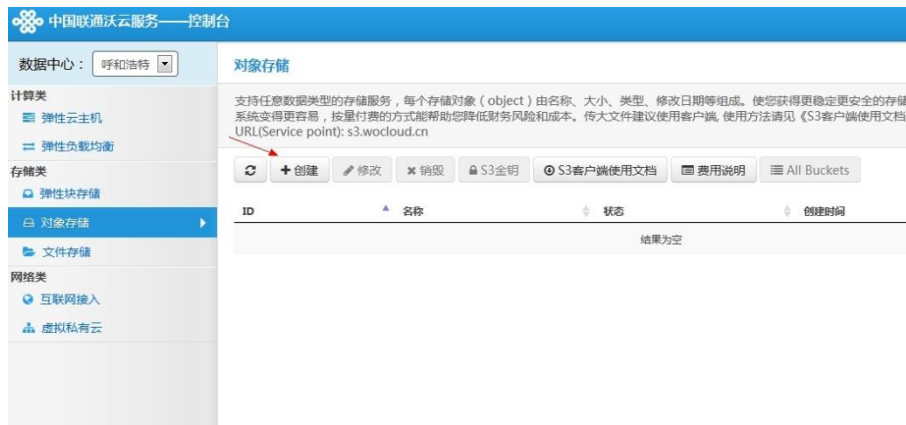 中国联通沃云服务——控制台
数据中心： 呼和浩特
对象存储
计算类
弹性云主机
弹性负载均衡
存储类
弹性块存储
对象存储
文件存储
网络类
互联网接入
虚拟私有云
支持任意数据类型的存储服务，每个存储对象（object）由名称、大小、类型、修改日期等组成。使您获得更稳定更安全的存储
系统变得更容易，按量付费的方式能帮助您降低财务风险和成本。传大文件建议使用客户端, 使用方法请见《S3客户端使用文档
URL(Service point): s3.wocloud.cn
创建 修改 销毁 S3金钥 S3客户端使用文档 费用说明 All Buckets
ID 名称 状态 创建时间
结果为空